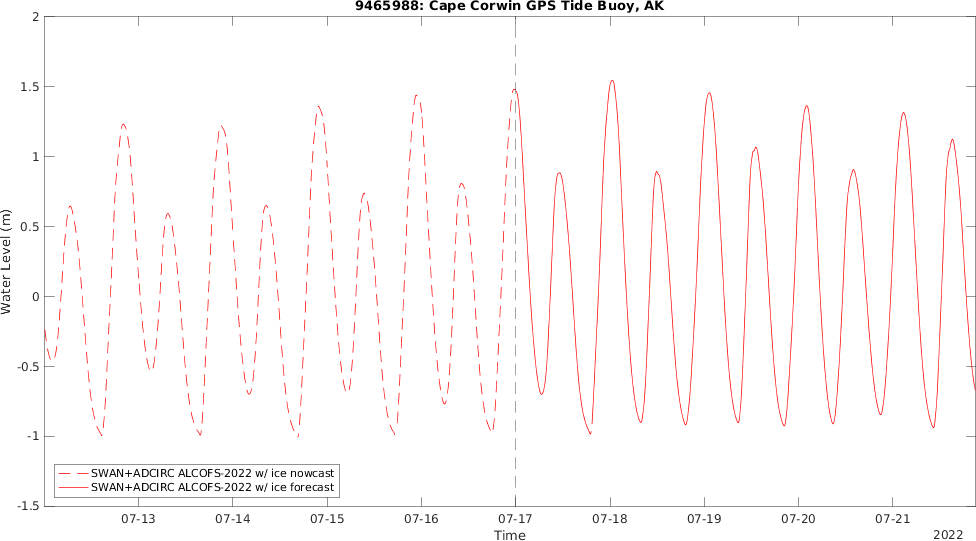 9465988: Cape Corwin GPS Tide Buoy, AK
2
1.5
1
0.5
0
-0.5
-1
-1.5
Water Level (m)
SWAN+ADCIRC ALCOFS-2022 w/ ice nowcast
SWAN+ADCIRC ALCOFS-2022 w/ ice forecast
07-13 07-14 07-15 07-16 07-17 07-18 07-19 07-20 07-21
Time
2022